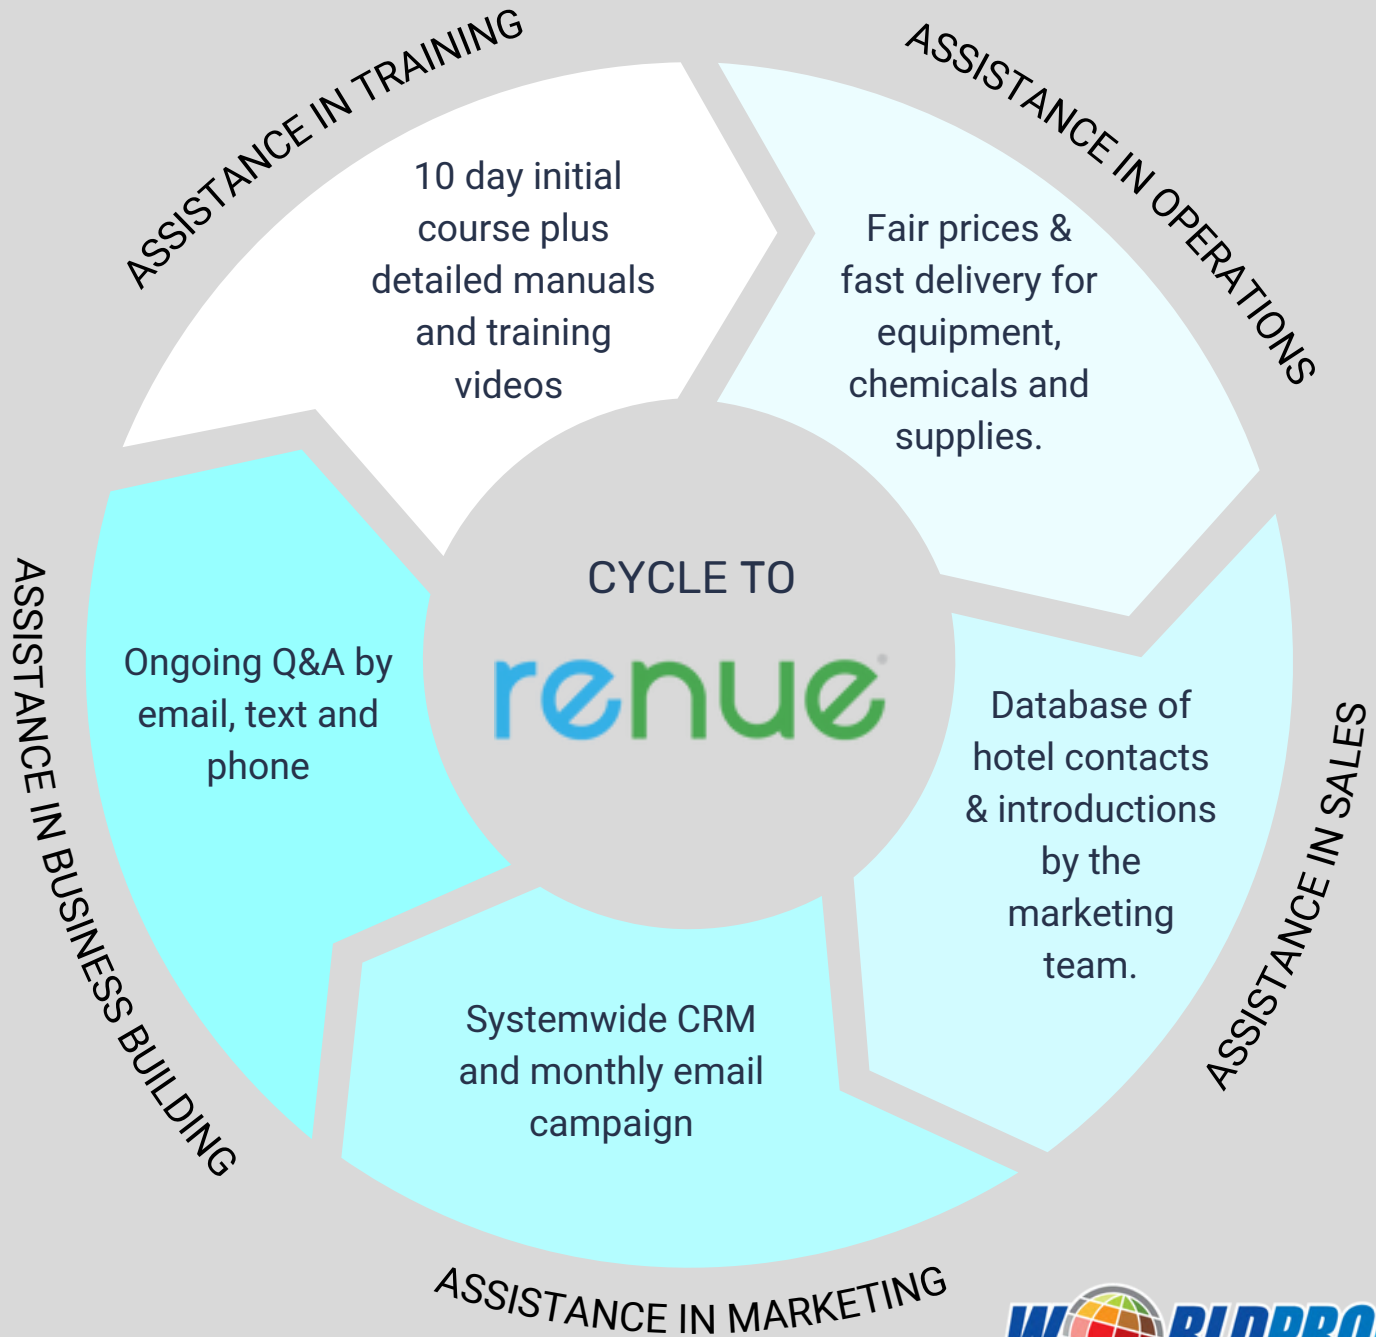 ASSISTANCE IN TRAINING
10 day initial
course plus
detailed manuals
and training
videos
ASSISTANCE IN OPERATIONS
Fair prices &
fast delivery for
equipment,
chemicals and
supplies.
ASSISTANCE IN SALES
Database of
hotel contacts
& introductions
by the
marketing
team.
ASSISTANCE IN MARKETING
Systemwide CRM
and monthly email
campaign
ASSISTANCE IN BUSINESS BUILDING
Ongoing Q&A by
email, text and
phone
CYCLE TO
renue